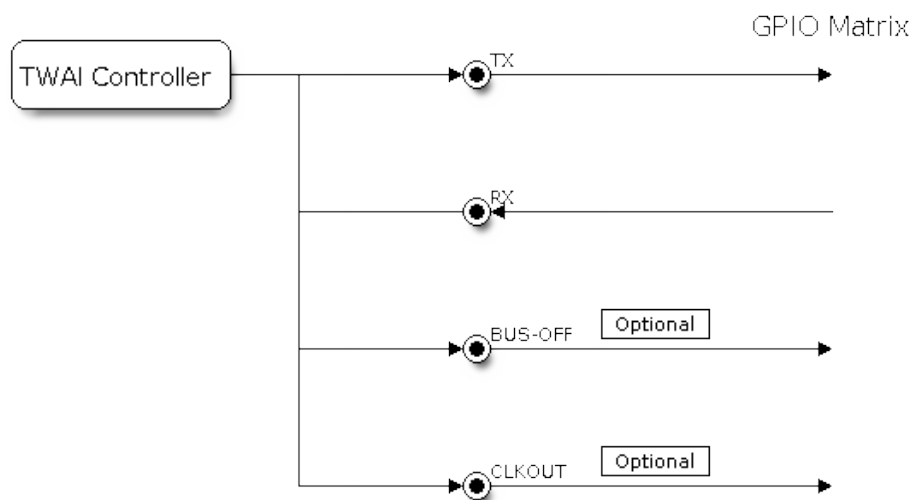 GPIO Matrix
TWAI Controller
TX
RX
BUS-OFF
Optional
CLKOUT
Optional